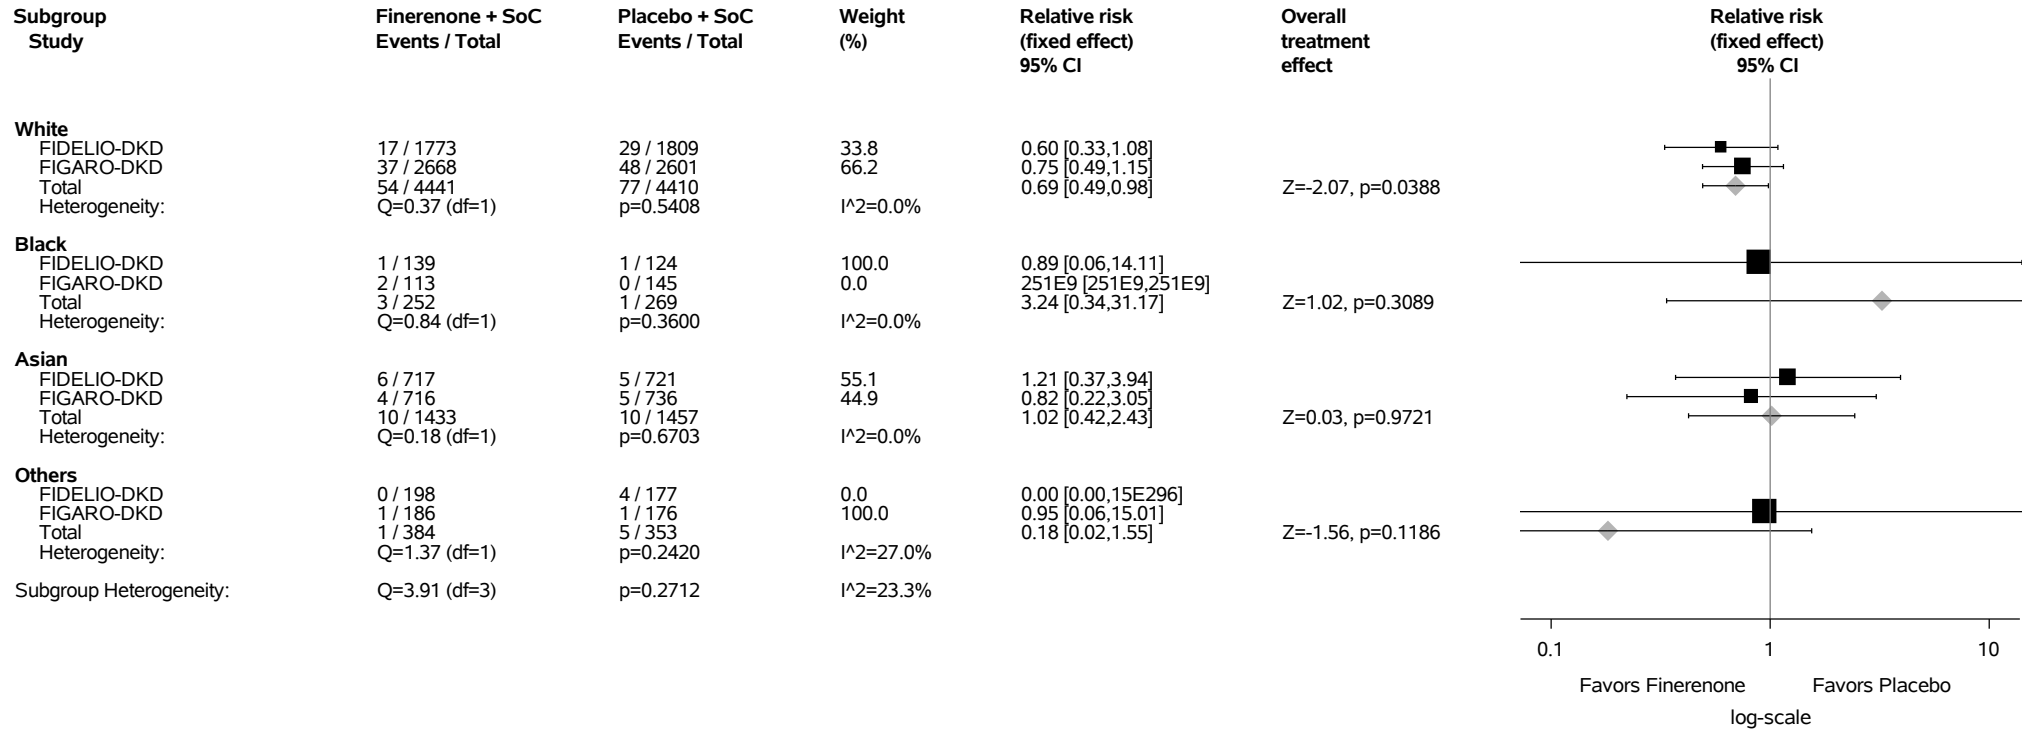 Subgroup Finerenone + SoC Placebo + SoC Weight Relative risk Overall Relative risk
Study Events / Total Events / Total (%) (fixed effect) treatment (fixed effect)
95% CI effect 95% CI
White
FIDELIO-DKD 17 / 1773 29 / 1809 33.8 0.60 [0.33,1.08]
FIGARO-DKD 37 / 2668 48 / 2601 66.2 0.75 [0.49,1.15]
Total 54 / 4441 77 / 4410 0.69 [0.49,0.98] Z=-2.07, p=0.0388
Heterogeneity: Q=0.37 (df=1) p=0.5408 I^2=0.0%
Black
FIDELIO-DKD 1 / 139 1 / 124 100.0 0.89 [0.06,14.11]
FIGARO-DKD 2 / 113 0 / 145 0.0 251E9 [251E9,251E9]
Total 3 / 252 1 / 269 3.24 [0.34,31.17] Z=1.02, p=0.3089
Heterogeneity: Q=0.84 (df=1) p=0.3600 I^2=0.0%
Asian
FIDELIO-DKD 6 / 717 5 / 721 55.1 1.21 [0.37,3.94]
FIGARO-DKD 4 / 716 5 / 736 44.9 0.82 [0.22,3.05]
Total 10 / 1433 10 / 1457 1.02 [0.42,2.43] Z=0.03, p=0.9721
Heterogeneity: Q=0.18 (df=1) p=0.6703 I^2=0.0%
Others
FIDELIO-DKD 0 / 198 4 / 177 0.0 0.00 [0.00,15E296]
FIGARO-DKD 1 / 186 1 / 176 100.0 0.95 [0.06,15.01]
Total 1 / 384 5 / 353 0.18 [0.02,1.55] Z=-1.56, p=0.1186
Heterogeneity: Q=1.37 (df=1) p=0.2420 I^2=27.0%
Subgroup Heterogeneity: Q=3.91 (df=3) p=0.2712 I^2=23.3%
0.1 1 10
Favors Finerenone Favors Placebo
log-scale